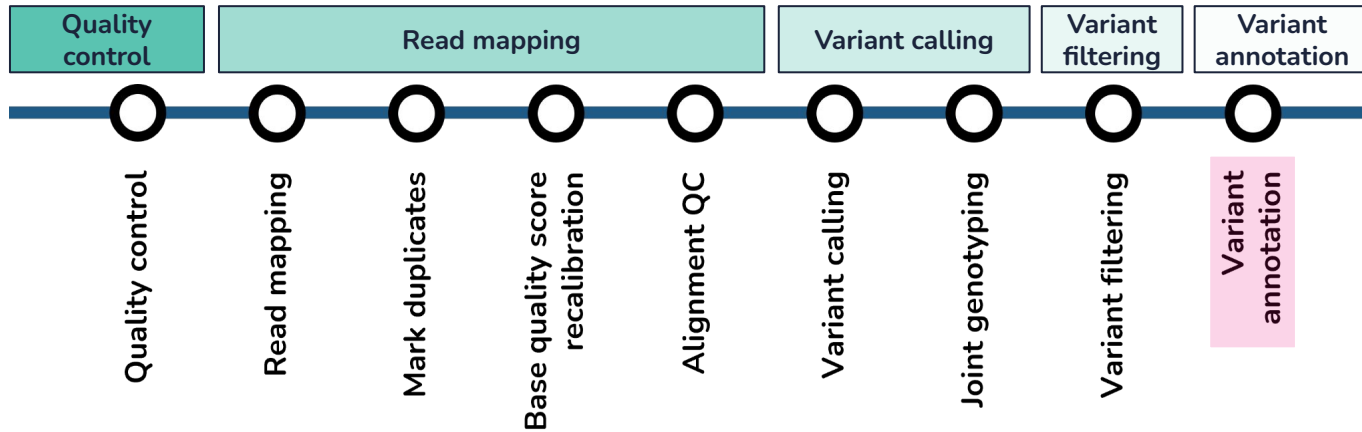 Quality
control
Read mapping
Variant calling
Variant
filtering
Variant
annotation
Quality control
Read mapping
Mark duplicates
Base quality score
recalibration
Alignment QC
Variant calling
Joint genotyping
Variant filtering
Variant
annotation